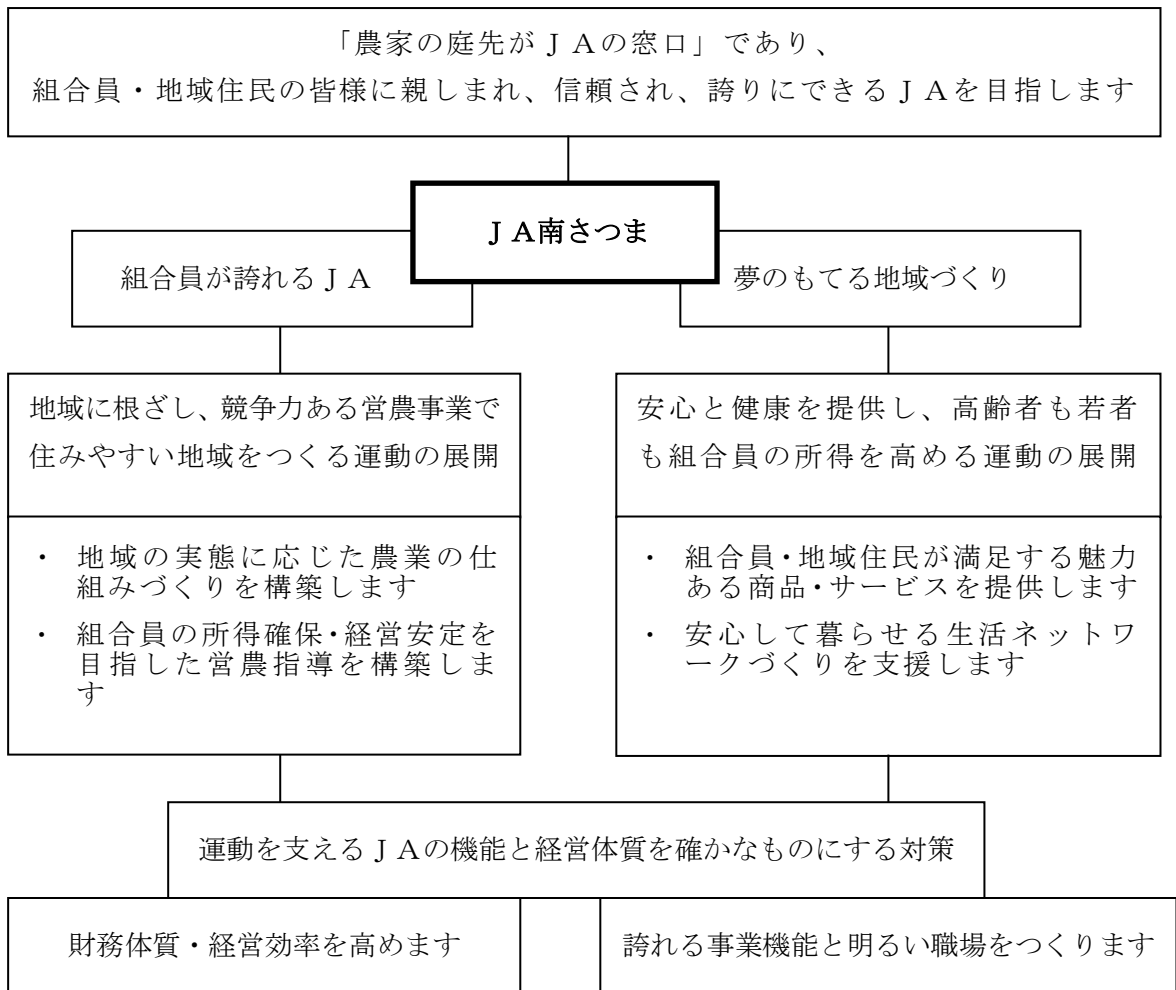 「農家の庭先がＪＡの窓口」であり、
組合員・地域住民の皆様に親しまれ、信頼され、誇りにできるＪＡを目指します
ＪＡ南さつま
組合員が誇れるＪＡ
夢のもてる地域づくり
地域に根ざし、競争力ある営農事業で
住みやすい地域をつくる運動の展開
・ 地域の実態に応じた農業の仕
組みづくりを構築します
・ 組合員の所得確保・経営安定を
目指した営農指導を構築しま
す
安心と健康を提供し、高齢者も若者
も組合員の所得を高める運動の展開
・ 組合員・地域住民が満足する魅力
ある商品・サービスを提供します
・ 安心して暮らせる生活ネットワ
ークづくりを支援します
運動を支えるＪＡの機能と経営体質を確かなものにする対策
財務体質・経営効率を高めます
誇れる事業機能と明るい職場をつくります